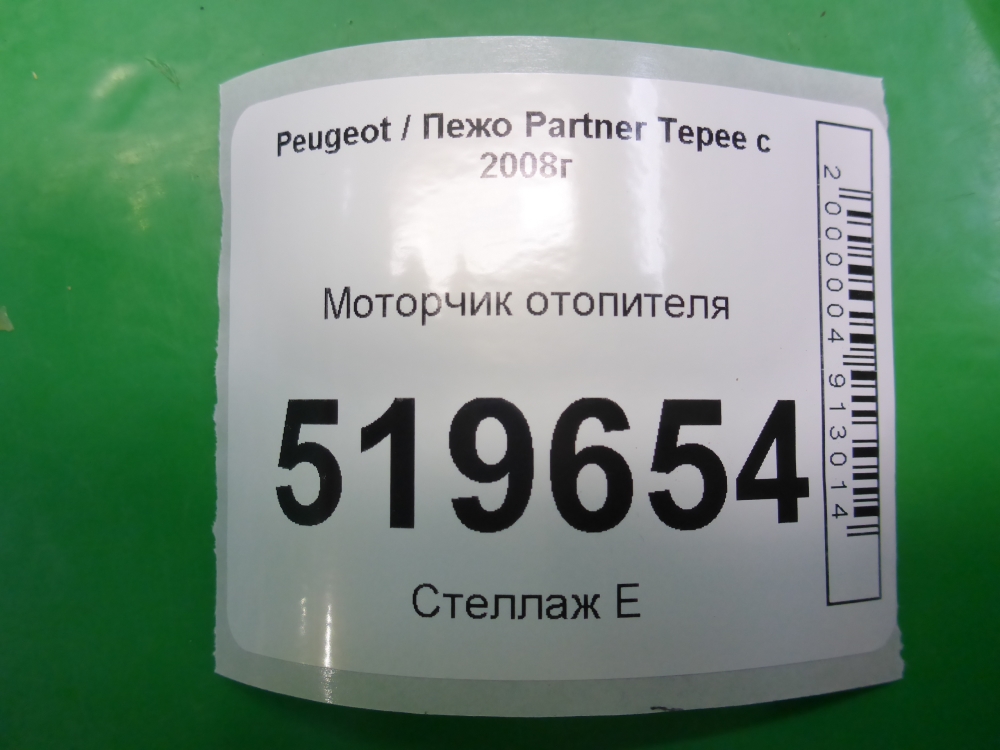 Peugeot / Пежо Partner Tepee с
2008г
Моторчик отопителя
519654
Стеллаж Е
2000004913014